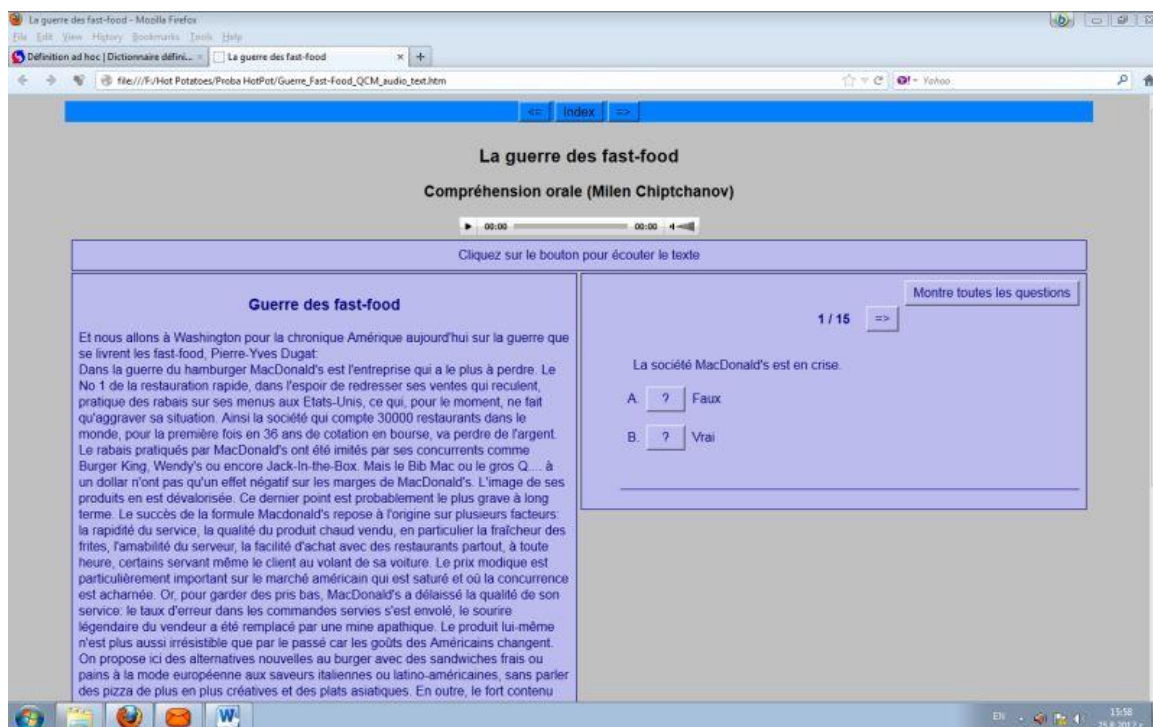 La guerre des fast-food - Mozilla Firefox
File Edit View History Bookmarks Tools Help
Définition ad hoc | Dictionnaire défini...
La guerre des fast-food
file:///F:/Hot Potatoes/Proba HotPot/Guerre_Fast-Food_QCM_audio_text.htm
Yahoo
<= Index =>
La guerre des fast-food
Compréhension orale (Milen Chiptchanov)
00:00 00:00
Cliquez sur le bouton pour écouter le texte
Guerre des fast-food
Et nous allons à Washington pour la chronique Amérique aujourd'hui sur la guerre que
se livrent les fast-food, Pierre-Yves Dugat:
Dans la guerre du hamburger MacDonald's est l'entreprise qui a le plus à perdre. Le
No 1 de la restauration rapide, dans l'espoir de redresser ses ventes qui reculent,
pratique des rabais sur ses menus aux Etats-Unis, ce qui, pour le moment, ne fait
qu'aggraver sa situation. Ainsi la société qui compte 30000 restaurants dans le
monde, pour la première fois en 36 ans de cotation en bourse, va perdre de l'argent.
Le rabais pratiqués par MacDonald's ont été imités par ses concurrents comme
Burger King, Wendy's ou encore Jack-In-the-Box. Mais le Bib Mac ou le gros Q.... à
un dollar n'ont pas qu'un effet négatif sur les marges de MacDonald's. L'image de ses
produits en est dévalorisée. Ce dernier point est probablement le plus grave à long
terme. Le succès de la formule Macdonald's repose à l'origine sur plusieurs facteurs:
la rapidité du service, la qualité du produit chaud vendu, en particulier la fraîcheur des
frites, l'amabilité du serveur, la facilité d'achat avec des restaurants partout, à toute
heure, certains servant même le client au volant de sa voiture. Le prix modique est
particulièrement important sur le marché américain qui est saturé et où la concurrence
est acharnée. Or, pour garder des pris bas, MacDonald's a délaissé la qualité de son
service: le taux d'erreur dans les commandes servies s'est envolé, le sourire
légendaire du vendeur a été remplacé par une mine apathique. Le produit lui-même
n'est plus aussi irrésistible que par le passé car les goûts des Américains changent.
On propose ici des alternatives nouvelles au burger avec des sandwiches frais ou
pains à la mode européenne aux saveurs italiennes ou latino-américaines, sans parler
des pizza de plus en plus créatives et des plats asiatiques. En outre, le fort contenu
Montre toutes les questions
1 / 15 =>
La société MacDonald's est en crise.
A. ? Faux
B. ? Vrai
EN
15:58
15.8.2012 г.